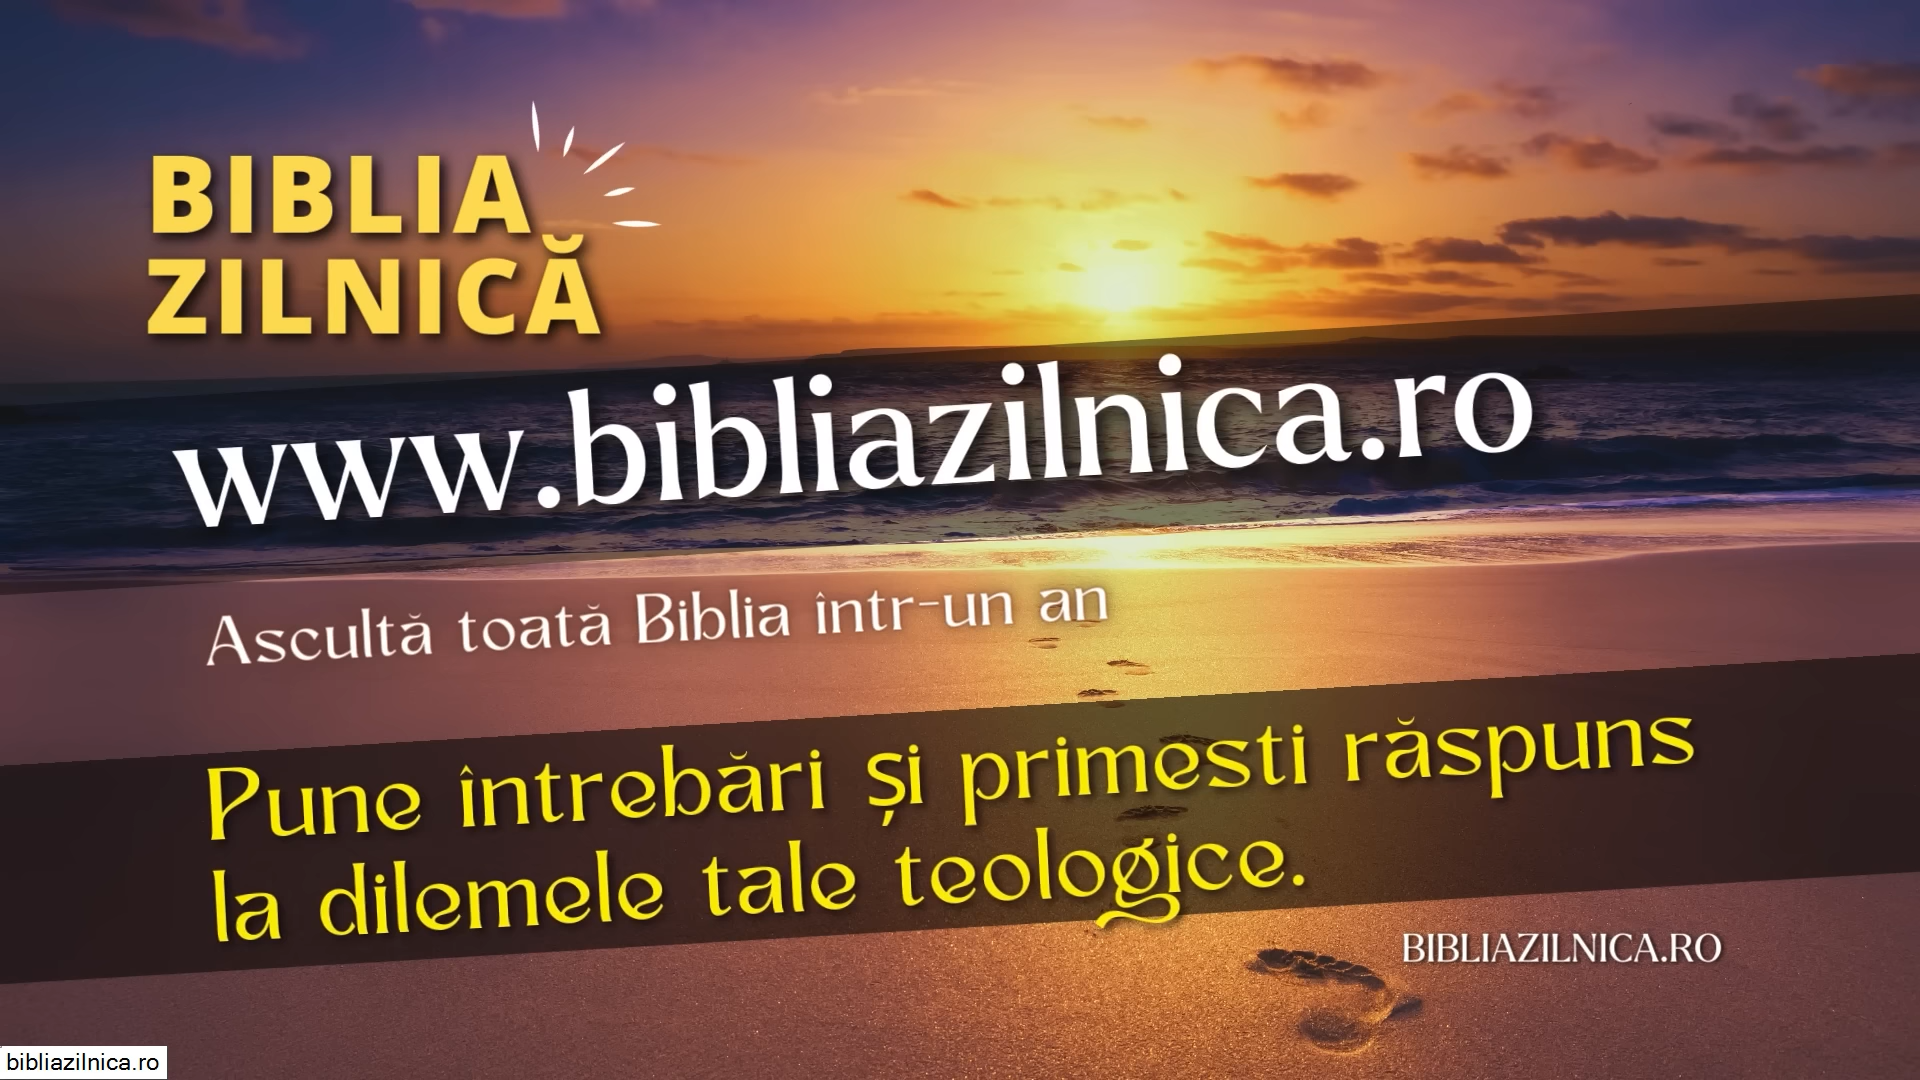 BIBLIA
ZILNICĂ
www.bibliazilnica.ro
Ascultă toată Biblia într-un an
Pune întrebări și primesti răspuns
la dilemele tale teologice.
BIBLIAZILNICA.RO
bibliazilnica.ro